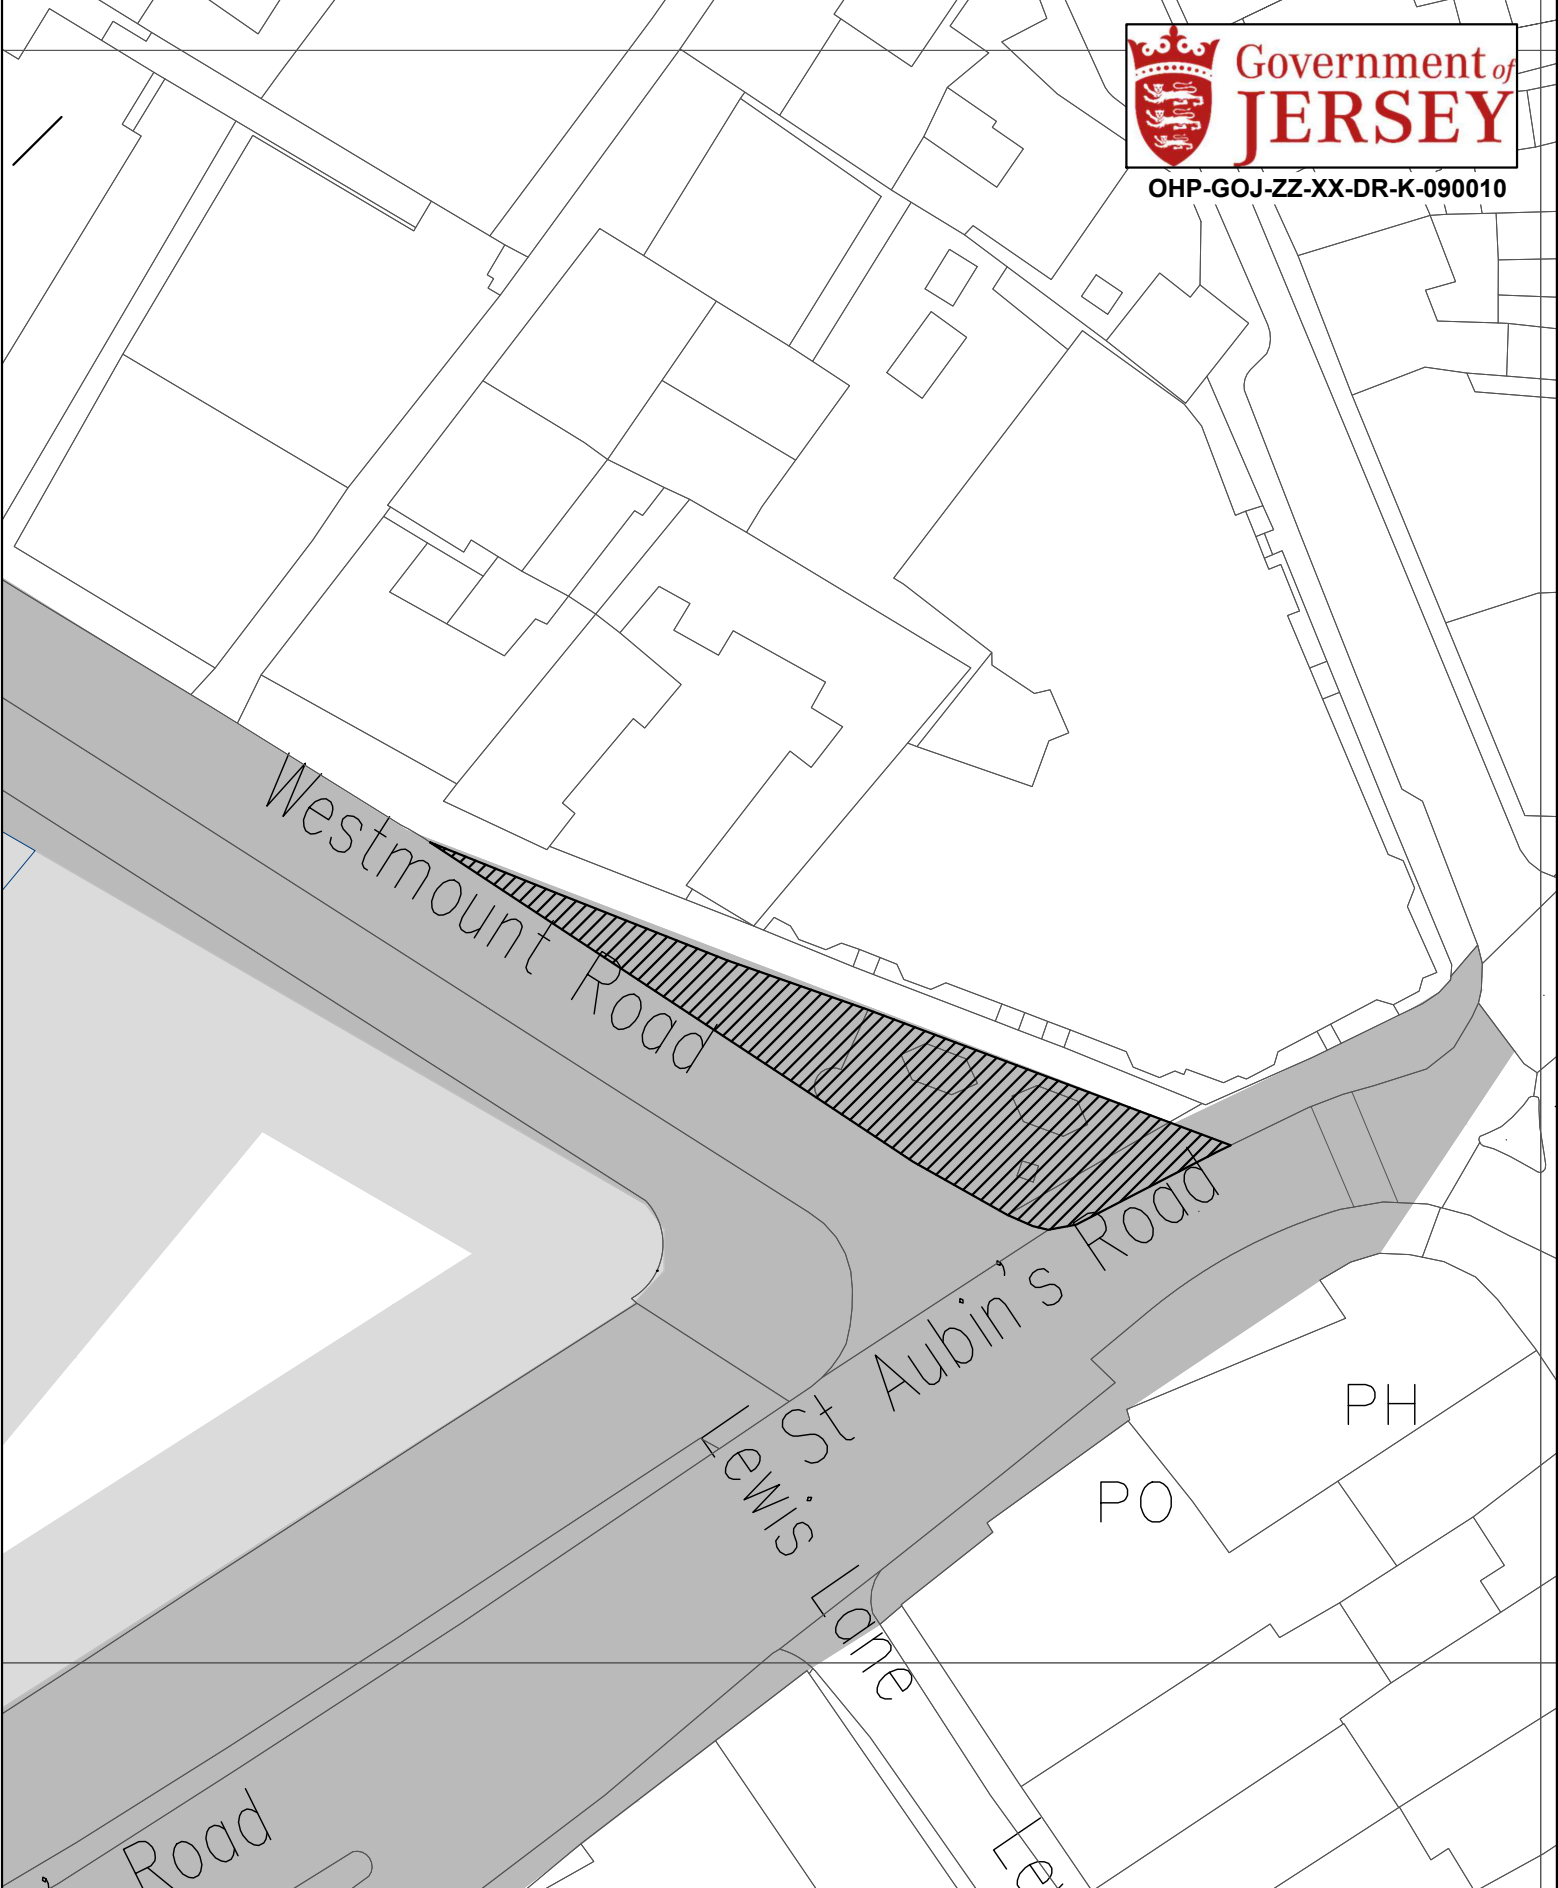 Government of
JERSEY
OHP-GOJ-ZZ-XX-DR-K-090010
Westmount Road
St Aubin's Road
Lewis Lane
PH
PO
' Road
Le